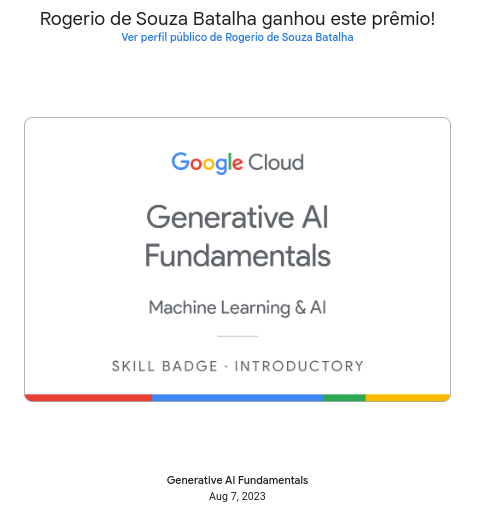 Rogerio de Souza Batalha ganhou este prêmio!
Ver perfil público de Rogerio de Souza Batalha
Google Cloud
Generative AI
Fundamentals
Machine Learning & AI
SKILL BADGE · INTRODUCTORY
Generative AI Fundamentals
Aug 7, 2023